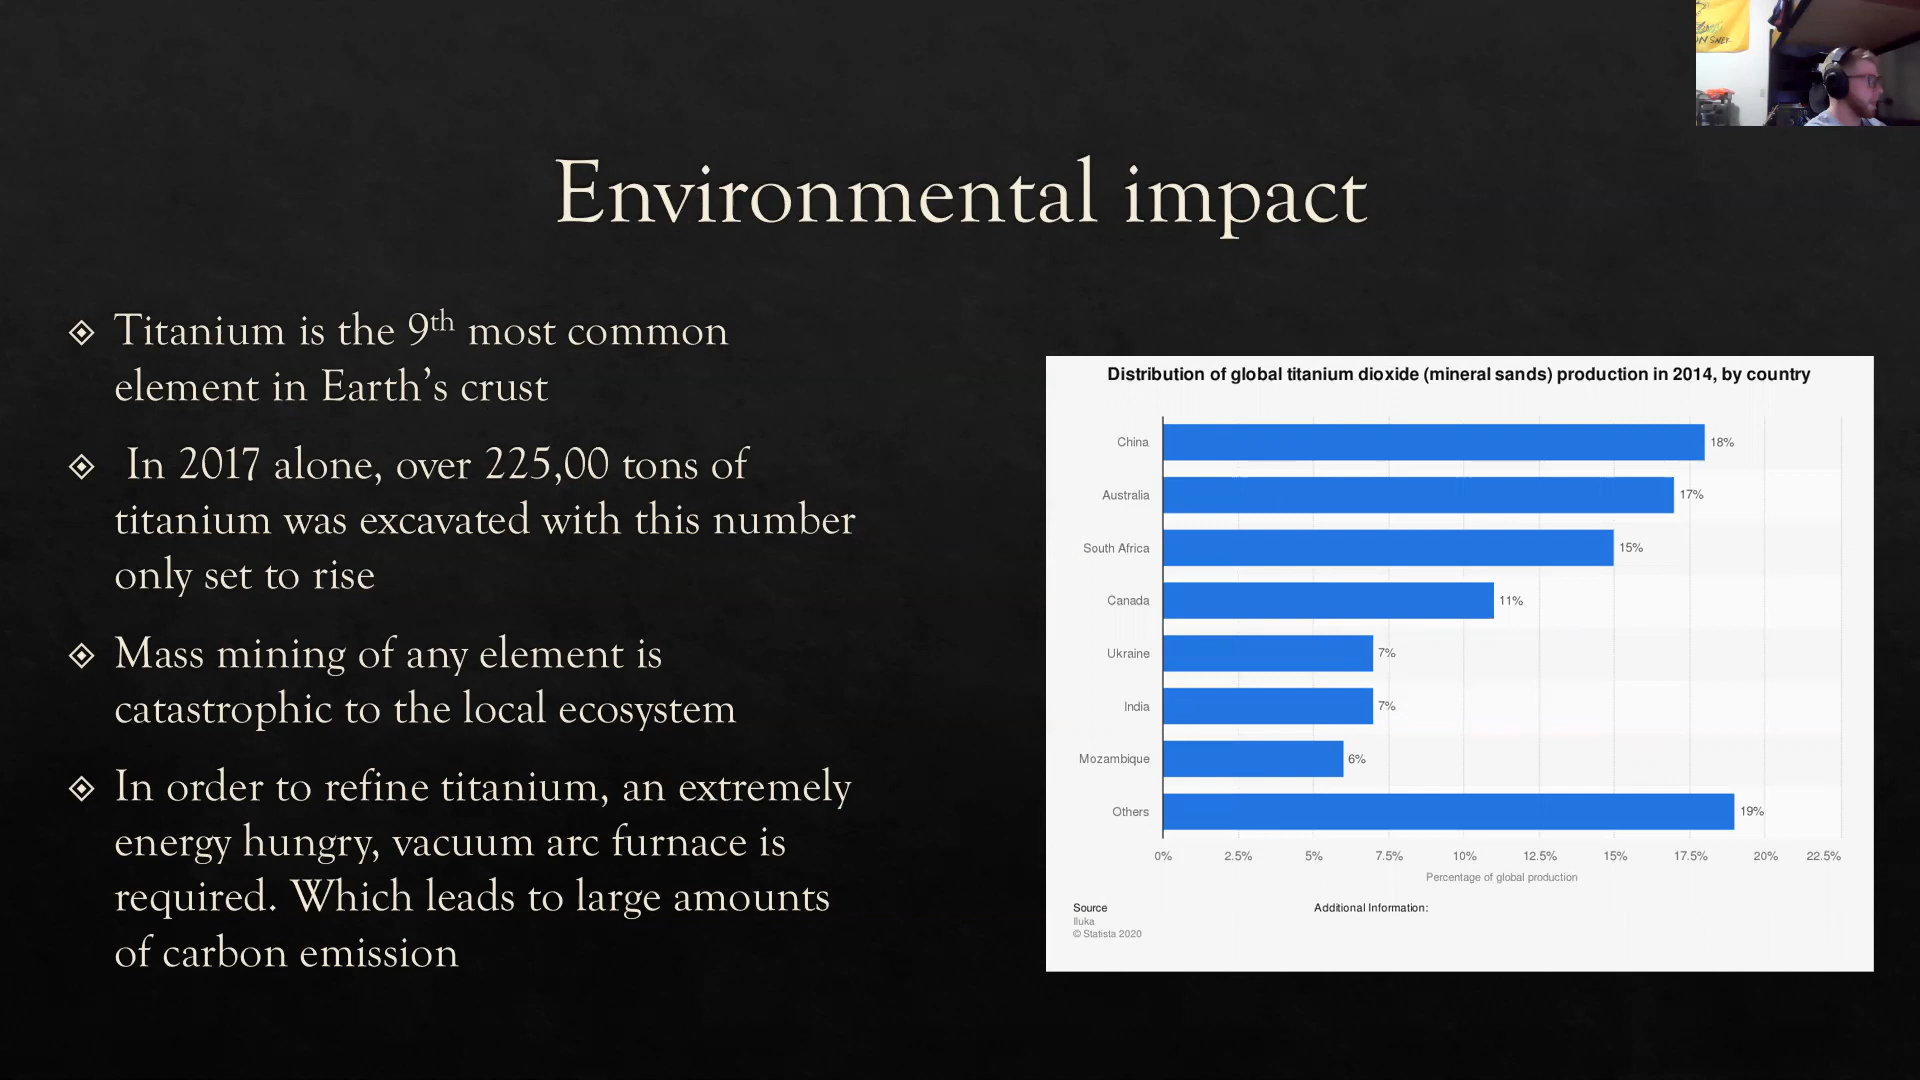 Environmental impact
Titanium is the 9th most common
element in Earth's crust
In 2017 alone, over 225,00 tons of
titanium was excavated with this number
only set to rise
Mass mining of any element is
catastrophic to the local ecosystem
In order to refine titanium, an extremely
energy hungry, vacuum arc furnace is
required. Which leads to large amounts
of carbon emission
Distribution of global titanium dioxide (mineral sands) production in 2014, by country
China 18%
Australia 17%
South Africa 15%
Canada 11%
Ukraine 7%
India 7%
Mozambique 6%
Others 19%
0% 2.5% 5% 7.5% 10% 12.5% 15% 17.5% 20% 22.5%
Percentage of global production
Source Additional Information:
Iluka
© Statista 2020